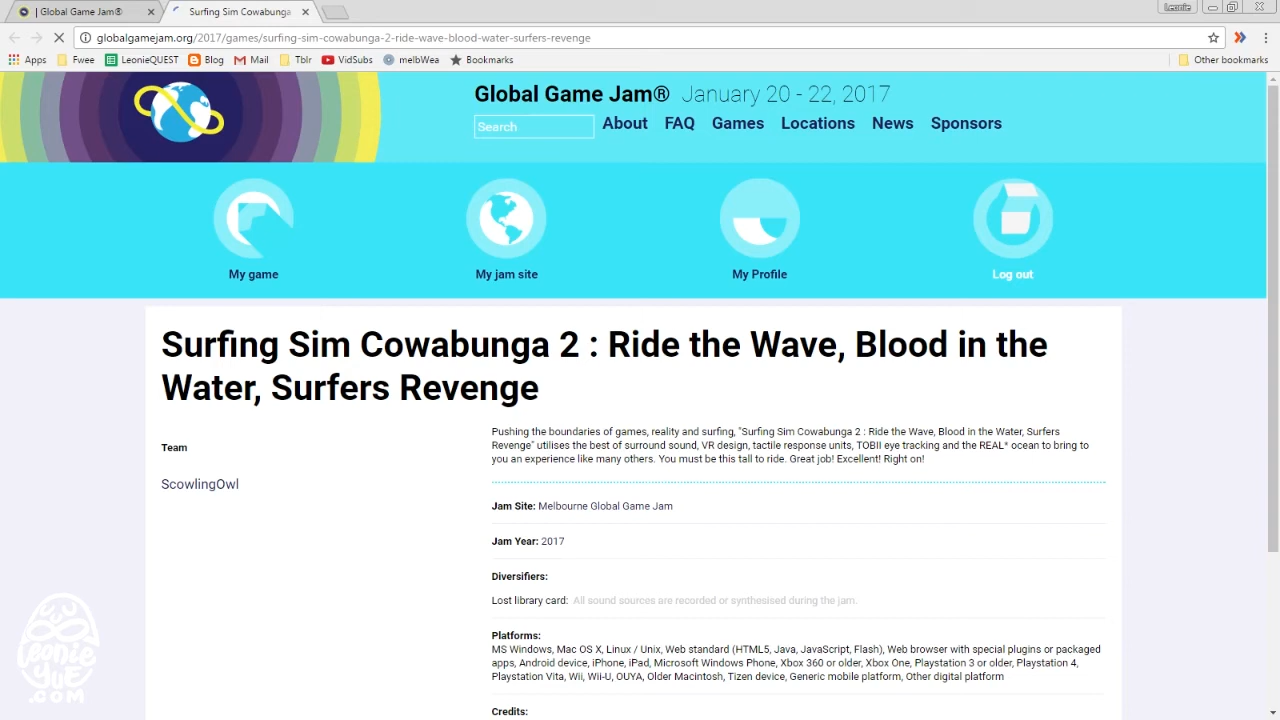 | Global Game Jam®
Surfing Sim Cowabunga
Leonie
globalgamejam.org/2017/games/surfing-sim-cowabunga-2-ride-wave-blood-water-surfers-revenge
Apps Fwee LeonieQUEST Blog Mail Tblr VidSubs melbWea Bookmarks Other bookmarks
Global Game Jam® January 20 - 22, 2017
Search About FAQ Games Locations News Sponsors
My game My jam site My Profile Log out
Surfing Sim Cowabunga 2 : Ride the Wave, Blood in the
Water, Surfers Revenge
Team
ScowlingOwl
Pushing the boundaries of games, reality and surfing, "Surfing Sim Cowabunga 2 : Ride the Wave, Blood in the Water, Surfers
Revenge" utilises the best of surround sound, VR design, tactile response units, TOBII eye tracking and the REAL* ocean to bring to
you an experience like many others. You must be this tall to ride. Great job! Excellent! Right on!
Jam Site: Melbourne Global Game Jam
Jam Year: 2017
Diversifiers:
Lost library card: All sound sources are recorded or synthesised during the jam.
Platforms:
MS Windows, Mac OS X, Linux / Unix, Web standard (HTML5, Java, JavaScript, Flash), Web browser with special plugins or packaged
apps, Android device, iPhone, iPad, Microsoft Windows Phone, Xbox 360 or older, Xbox One, Playstation 3 or older, Playstation 4,
Playstation Vita, Wii, Wii-U, OUYA, Older Macintosh, Tizen device, Generic mobile platform, Other digital platform
Credits:
Leonie
Yue
.com